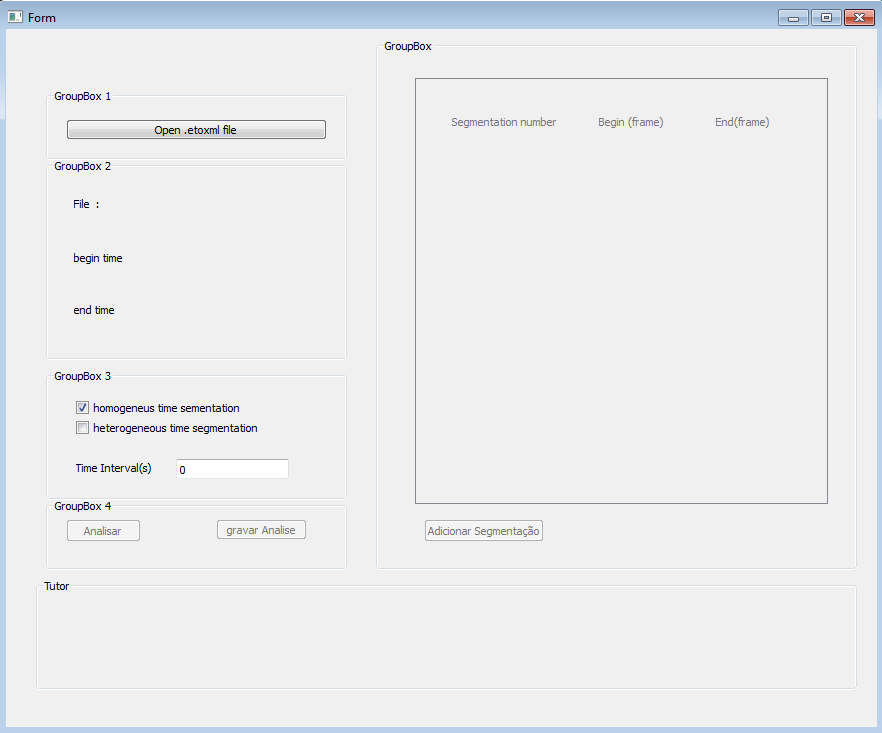 Form
GroupBox 1
Open .etoxml file
GroupBox 2
File :
begin time
end time
GroupBox 3
homogeneus time sementation
heterogeneous time segmentation
Time Interval(s) 0
GroupBox 4
Analisar gravar Analise
GroupBox
Segmentation number Begin (frame) End(frame)
Adicionar Segmentação
Tutor